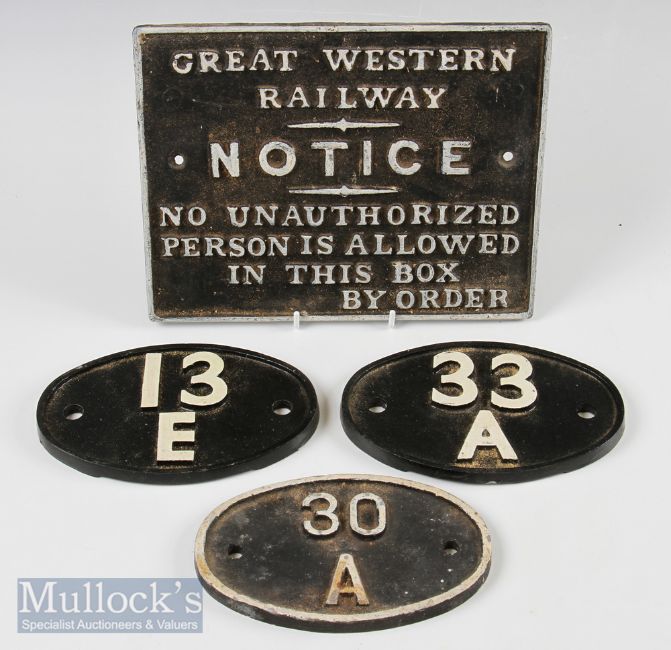 GREAT WESTERN
RAILWAY
NOTICE
NO UNAUTHORIZED
PERSON IS ALLOWED
IN THIS BOX
BY ORDER
13
E
33
A
30
A
Mullock's
Specialist Auctioneers & Valuers